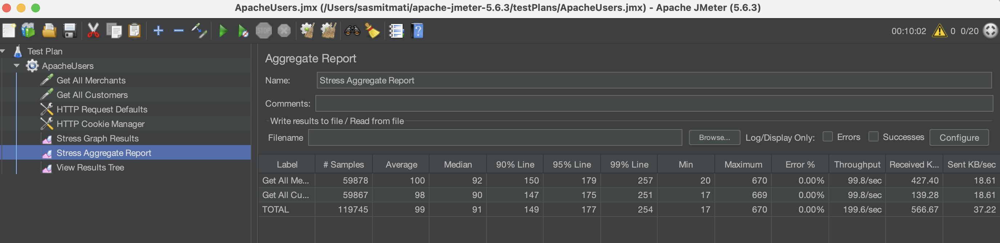 ApacheUsers.jmx (/Users/sasmitmati/apache-jmeter-5.6.3/testPlans/ApacheUsers.jmx) - Apache JMeter (5.6.3)
STOP
00:10:02 0 0/20
Test Plan
ApacheUsers
Get All Merchants
Get All Customers
HTTP Request Defaults
HTTP Cookie Manager
Stress Graph Results
Stress Aggregate Report
View Results Tree
Aggregate Report
Name: Stress Aggregate Report
Comments:
Write results to file / Read from file
Filename Browse... Log/Display Only: Errors Successes Configure
Label # Samples Average Median 90% Line 95% Line 99% Line Min Maximum Error % Throughput Received K... Sent KB/sec
Get All Me... 59878 100 92 150 179 257 20 670 0.00% 99.8/sec 427.40 18.61
Get All Cu... 59867 98 90 147 175 251 17 669 0.00% 99.8/sec 139.28 18.61
TOTAL 119745 99 91 149 177 254 17 670 0.00% 199.6/sec 566.67 37.22